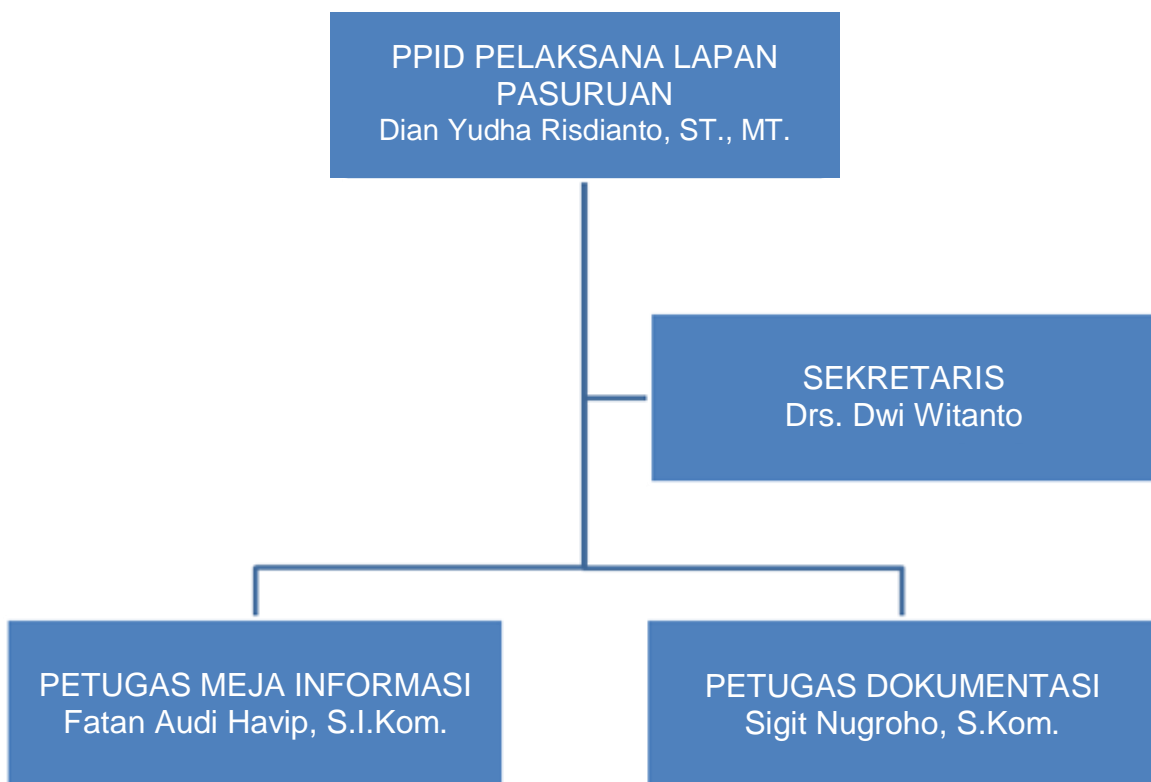 PPID PELAKSANA LAPAN
PASURUAN
Dian Yudha Risdianto, ST., MT.
SEKRETARIS
Drs. Dwi Witanto
PETUGAS MEJA INFORMASI
Fatan Audi Havip, S.I.Kom.
PETUGAS DOKUMENTASI
Sigit Nugroho, S.Kom.